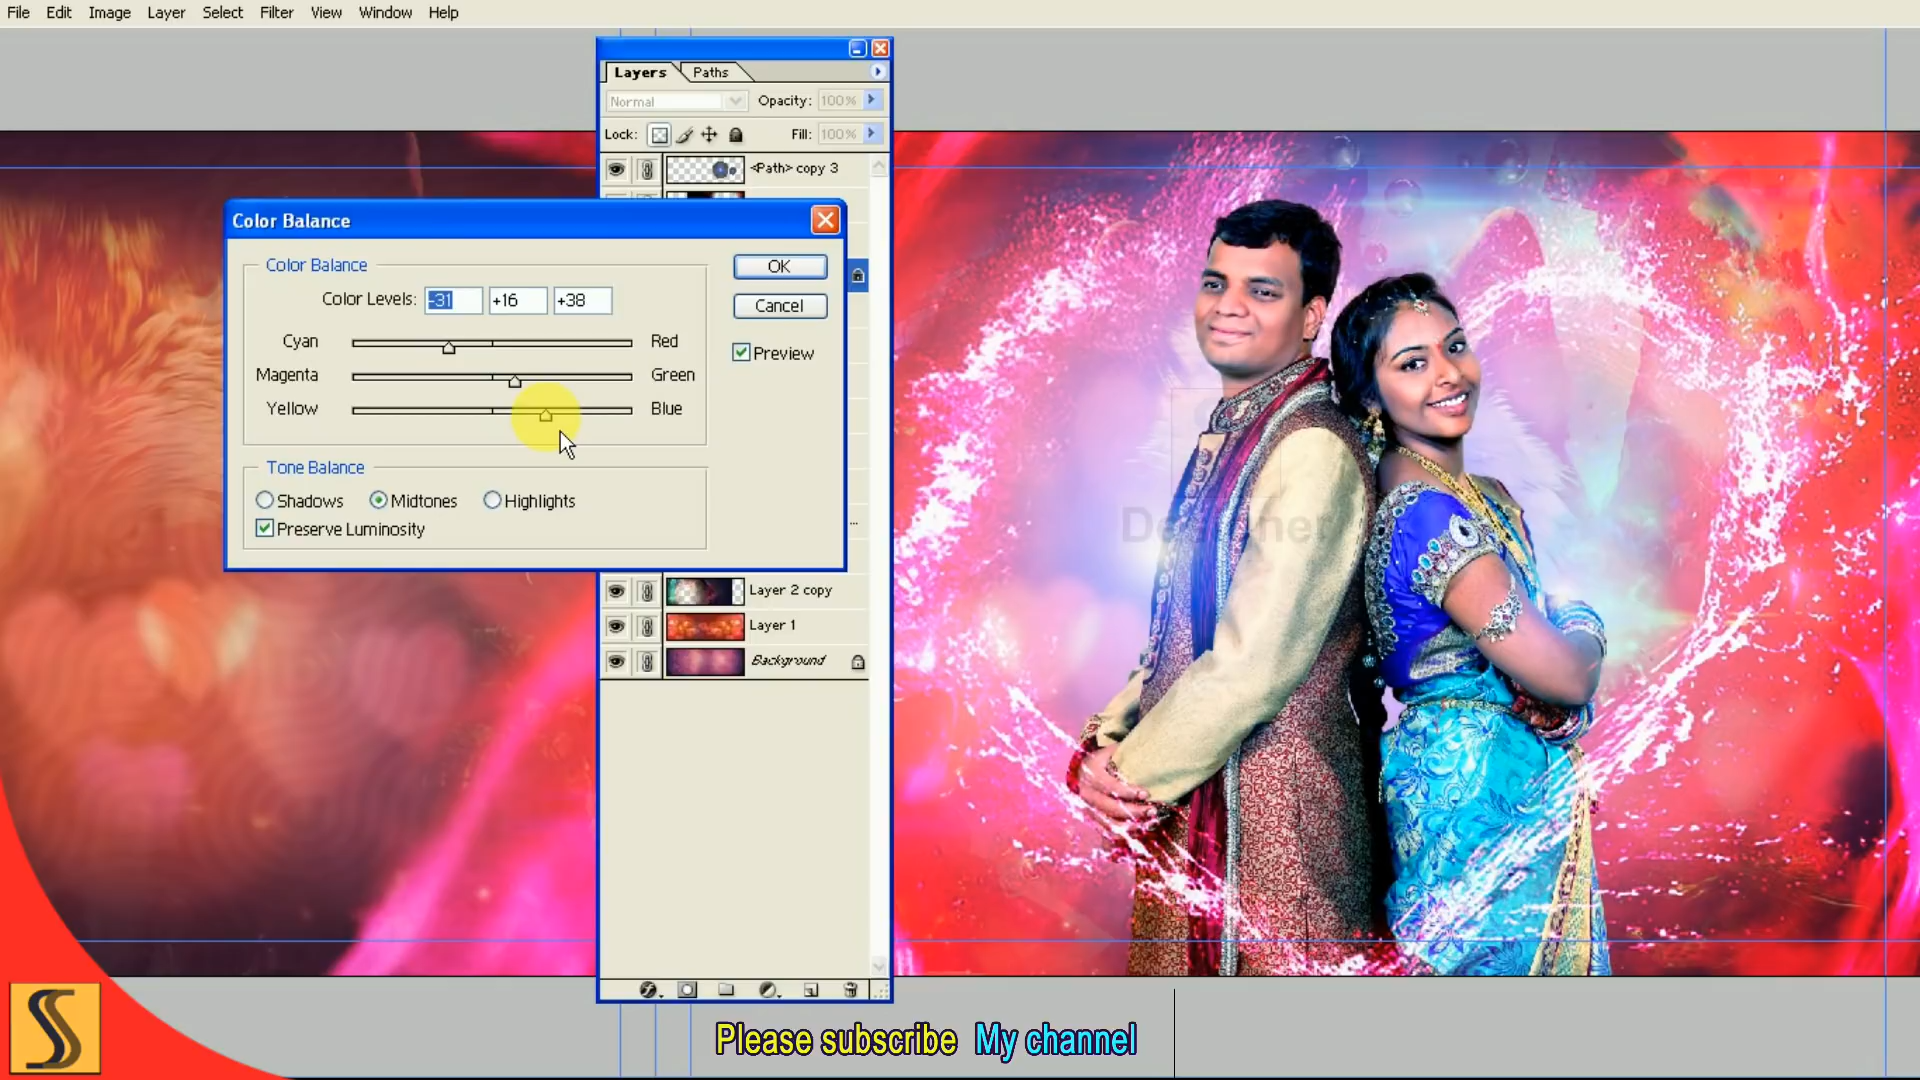 File Edit Image Layer Select Filter View Window Help
Layers Paths
Normal Opacity: 100%
Lock: Fill: 100%
<Path> copy 3
Color Balance
Color Balance
Color Levels: -31 +16 +38
Cyan Red
Magenta Green
Yellow Blue
OK
Cancel
Preview
Tone Balance
Shadows Midtones Highlights
Preserve Luminosity
...
Layer 2 copy
Layer 1
Background
Please subscribe My channel